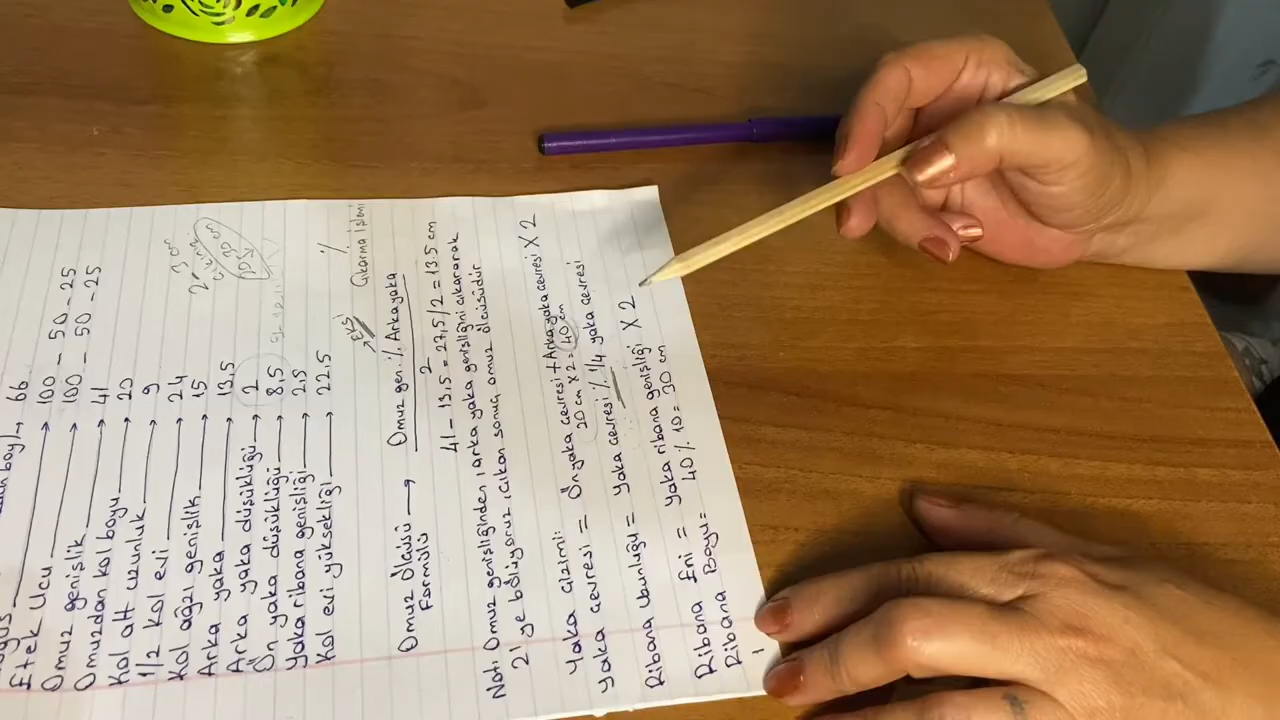 boy) → 66
Göğüs → 100 - 50 - 25
Etek Ucu → 100 - 50 - 25
Omuz genişlik → 41
Omuzdan kol boyu → 20
Kol altı uzunluk → 9
1/2 kol evi → 24
Kol ağzı genişlik → 15
Arka yaka → 13,5
Arka yaka düşüklüğü → 2
Ön yaka düşüklüğü → 8,5
Yaka ribana genişliği → 2,5
Kol evi yüksekliği → 22,5
EKSİ
Çıkarma işlemi
Omuz Ölçüsü → Omuz gen. ٪ Arka yaka
Formülü 2
41 - 13,5 = 27,5/2 = 13.5 cm
Not: Omuz genişliğinden, arka yaka genişliğini çıkararak
2'ye bölüyoruz, çıkan sonuç omuz ölçüsüdür
Yaka çizimi:
Yaka çevresi = Ön yaka çevresi + Arka yaka çevresi X 2
20 cm x 2 = 40 cm
Ribana Uzunluğu = Yaka çevresi ٪ 1/4 yaka çevresi
Ribana Eni = Yaka ribana genişliği X 2
Ribana Boyu = 40 ٪ 10 = 30 cm